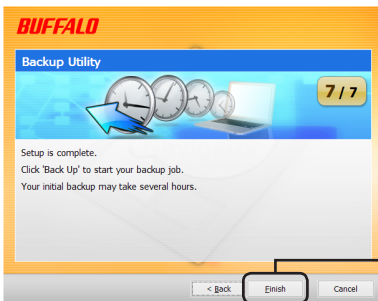 BUFFALO
Backup Utility
7 / 7
Setup is complete.
Click 'Back Up' to start your backup job.
Your initial backup may take several hours.
< Back
Finish
Cancel